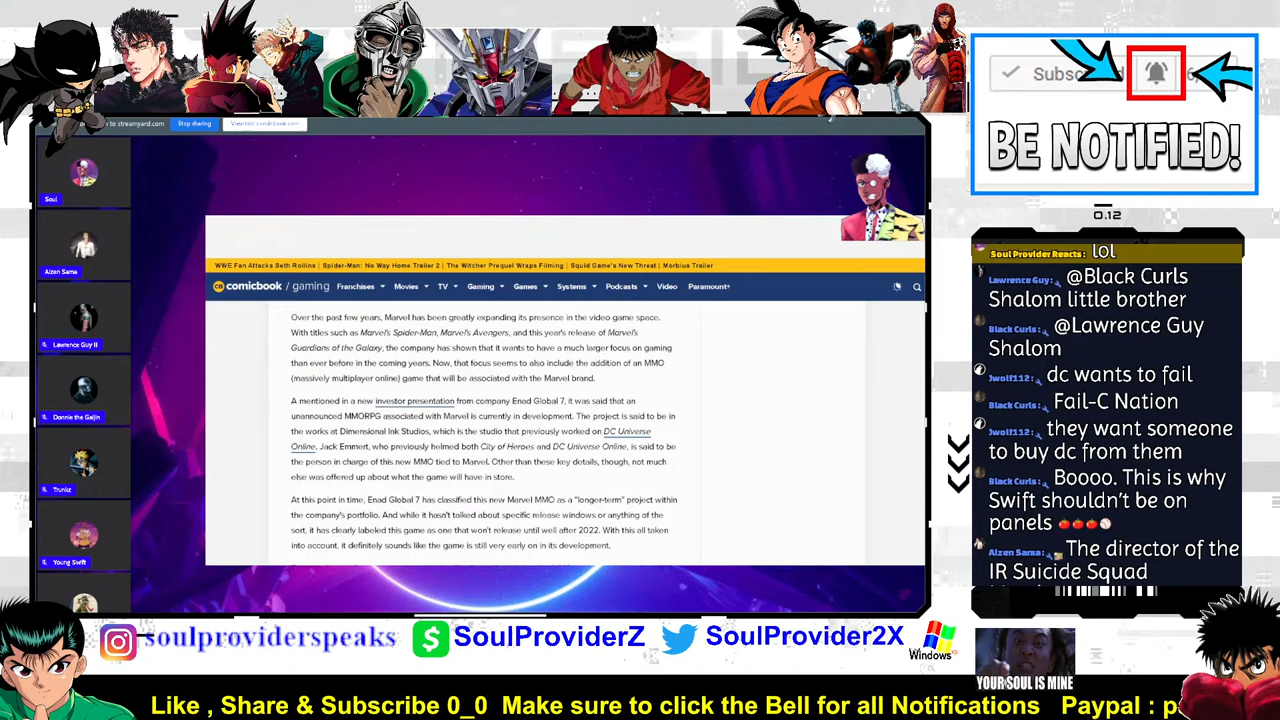 Subsc
BE NOTIFIED!
0.12
to streamyard.com
Stop sharing
View tab: comicbook.com
Soul
Aizen Sama
Lawrence Guy II
Donnie the Gaijin
Trunkz
Young Swift
WWE Fan Attacks Seth Rollins | Spider-Man: No Way Home Trailer 2 | The Witcher Prequel Wraps Filming | Squid Game's New Threat | Morbius Trailer
CB comicbook / gaming Franchises Movies TV Gaming Games Systems Podcasts Video Paramount+
Over the past few years, Marvel has been greatly expanding its presence in the video game space.
With titles such as Marvel's Spider-Man, Marvel's Avengers, and this year's release of Marvel's
Guardians of the Galaxy, the company has shown that it wants to have a much larger focus on gaming
than ever before in the coming years. Now, that focus seems to also include the addition of an MMO
(massively multiplayer online) game that will be associated with the Marvel brand.
A mentioned in a new investor presentation from company Enad Global 7, it was said that an
unannounced MMORPG associated with Marvel is currently in development. The project is said to be in
the works at Dimensional Ink Studios, which is the studio that previously worked on DC Universe
Online. Jack Emmert, who previously helmed both City of Heroes and DC Universe Online, is said to be
the person in charge of this new MMO tied to Marvel. Other than these key details, though, not much
else was offered up about what the game will have in store.
At this point in time, Enad Global 7 has classified this new Marvel MMO as a "longer-term" project within
the company's portfolio. And while it hasn't talked about specific release windows or anything of the
sort, it has clearly labeled this game as one that won't release until well after 2022. With this all taken
into account, it definitely sounds like the game is still very early on in its development.
Soul Provider Reacts : lol
Lawrence Guy : @Black Curls
Shalom little brother
Black Curls : @Lawrence Guy
Shalom
Jwolf112 : dc wants to fail
Black Curls : Fail-C Nation
Jwolf112 : they want someone
to buy dc from them
Black Curls : Boooo. This is why
Swift shouldn't be on
panels
Aizen Sama : The director of the
IR Suicide Squad
soulproviderspeaks
SoulProviderZ
SoulProvider2X
Windows
YOUR SOUL IS MINE
Like , Share & Subscribe 0_0 Make sure to click the Bell for all Notifications Paypal : p